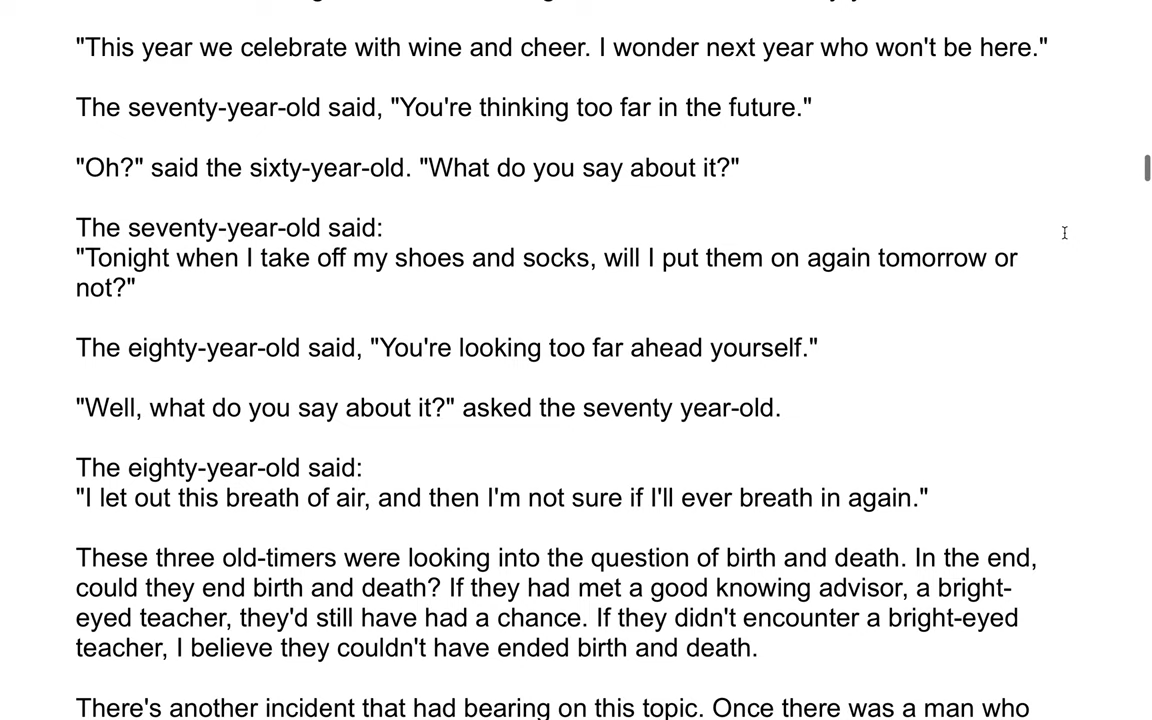 "This year we celebrate with wine and cheer. I wonder next year who won't be here."
The seventy-year-old said, "You're thinking too far in the future."
"Oh?" said the sixty-year-old. "What do you say about it?"
The seventy-year-old said:
"Tonight when I take off my shoes and socks, will I put them on again tomorrow or
not?"
The eighty-year-old said, "You're looking too far ahead yourself."
"Well, what do you say about it?" asked the seventy year-old.
The eighty-year-old said:
"I let out this breath of air, and then I'm not sure if I'll ever breath in again."
These three old-timers were looking into the question of birth and death. In the end,
could they end birth and death? If they had met a good knowing advisor, a bright-
eyed teacher, they'd still have had a chance. If they didn't encounter a bright-eyed
teacher, I believe they couldn't have ended birth and death.
There's another incident that had bearing on this topic. Once there was a man who